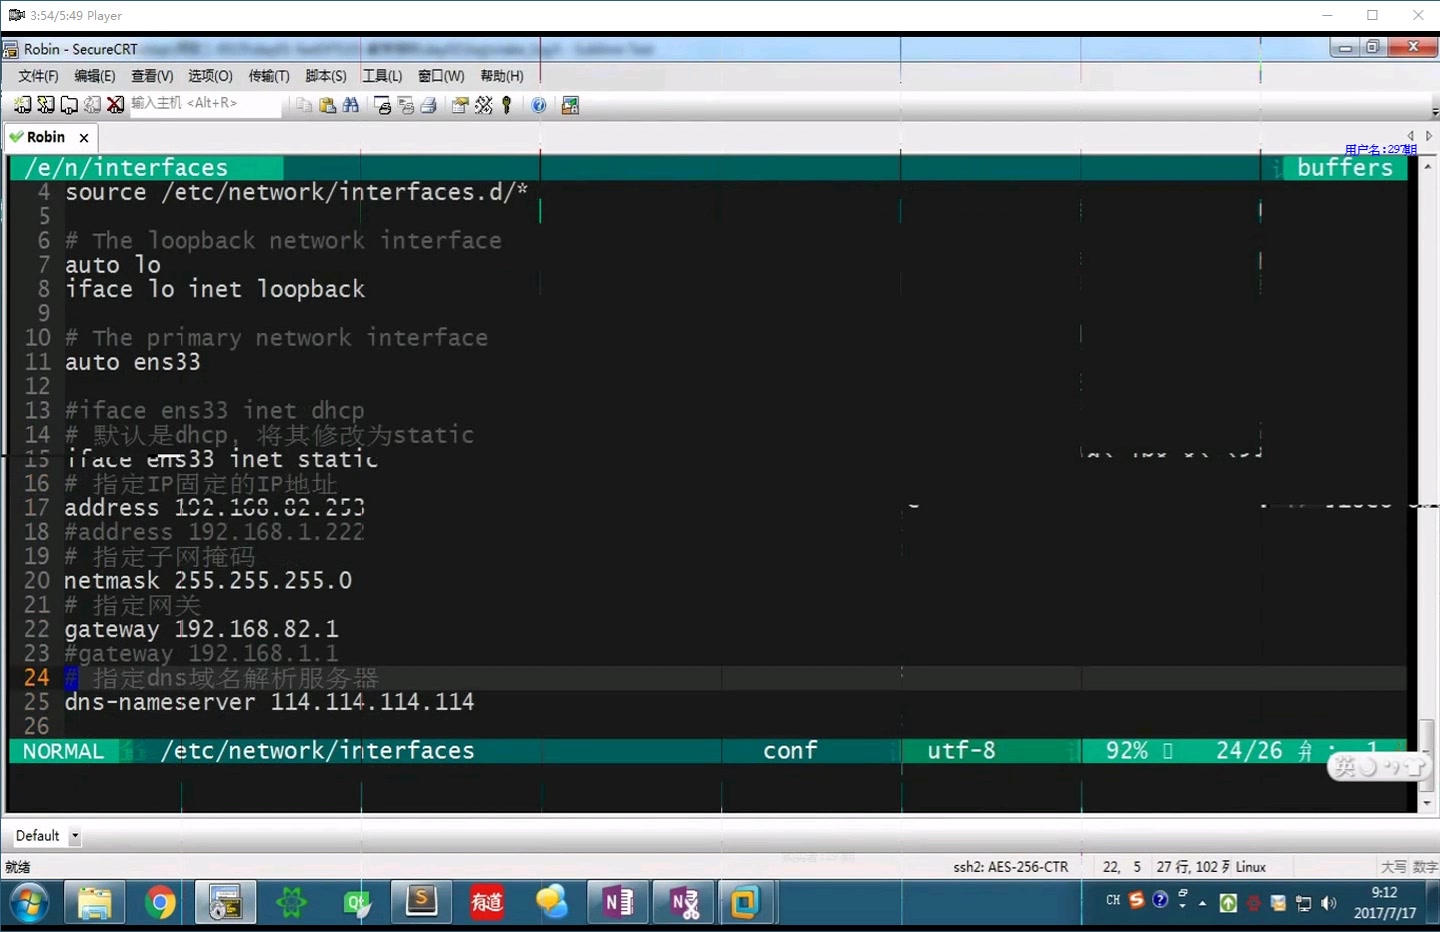 3:54/5:49 Player
Robin - SecureCRT
文件(F) 编辑(E) 查看(V) 选项(O) 传输(T) 脚本(S) 工具(L) 窗口(W) 帮助(H)
输入主机 <Alt+R>
Robin
用户名:297期
/e/n/interfaces buffers
4 source /etc/network/interfaces.d/*
5
6 # The loopback network interface
7 auto lo
8 iface lo inet loopback
9
10 # The primary network interface
11 auto ens33
12
13 #iface ens33 inet dhcp
14 # 默认是dhcp，将其修改为static
15 iface ens33 inet static
16 # 指定IP固定的IP地址
17 address 192.168.82.253
18 #address 192.168.1.222
19 # 指定子网掩码
20 netmask 255.255.255.0
21 # 指定网关
22 gateway 192.168.82.1
23 #gateway 192.168.1.1
24 # 指定dns域名解析服务器
25 dns-nameserver 114.114.114.114
26
NORMAL /etc/network/interfaces conf utf-8 92% 24/26 : 1
英
Default
就绪 ssh2: AES-256-CTR 22, 5 27 行, 102 列 Linux 大写 数字
Qt S 有道 N N
CH S
9:12
2017/7/17